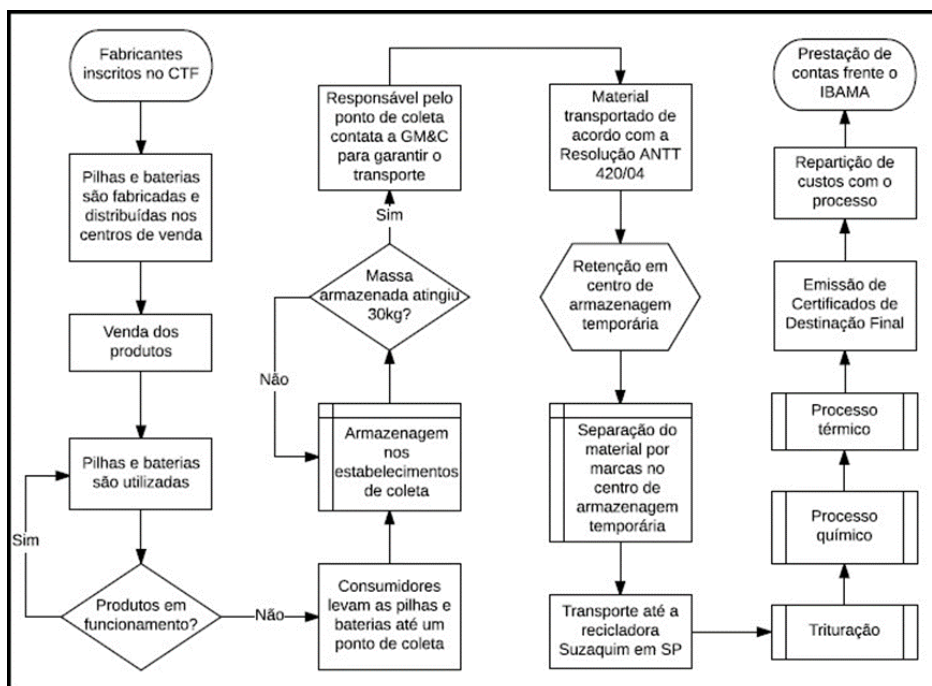 Fabricantes
inscritos no CTF
Pilhas e baterias
são fabricadas e
distribuídas nos
centros de venda
Venda dos
produtos
Pilhas e baterias
são utilizadas
Sim
Produtos em
funcionamento?
Não
Consumidores
levam as pilhas e
baterias até um
ponto de coleta
Armazenagem
nos
estabelecimentos
de coleta
Não
Massa
armazenada atingiu
30kg?
Sim
Responsável pelo
ponto de coleta
contata a GM&C
para garantir o
transporte
Material
transportado de
acordo com a
Resolução ANTT
420/04
Retenção em
centro de
armazenagem
temporária
Separação do
material por
marcas no
centro de
armazenagem
temporária
Transporte até a
recicladora
Suzaquim em SP
Trituração
Processo
químico
Processo
térmico
Emissão de
Certificados de
Destinação Final
Repartição de
custos com o
processo
Prestação de
contas frente o
IBAMA